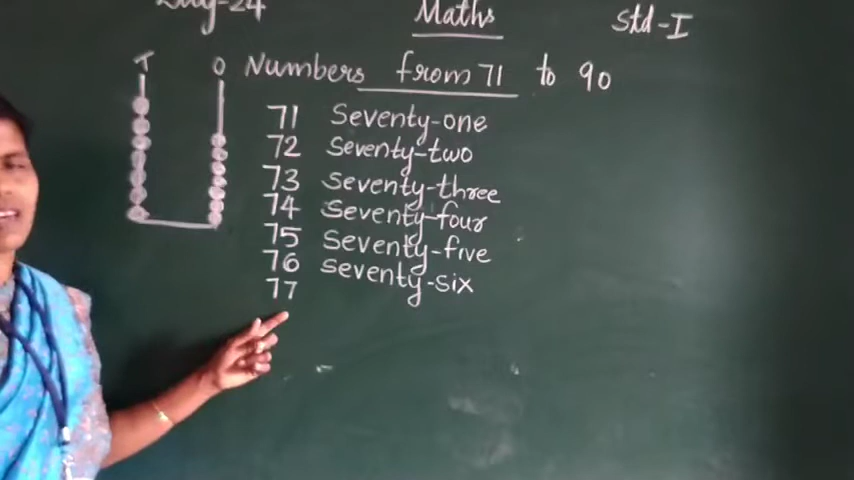 Day-24
Maths
Std-I
T O
Numbers from 71 to 90
71 Seventy-one
72 Seventy-two
73 Seventy-three
74 Seventy-four
75 Seventy-five
76 Seventy-six
77